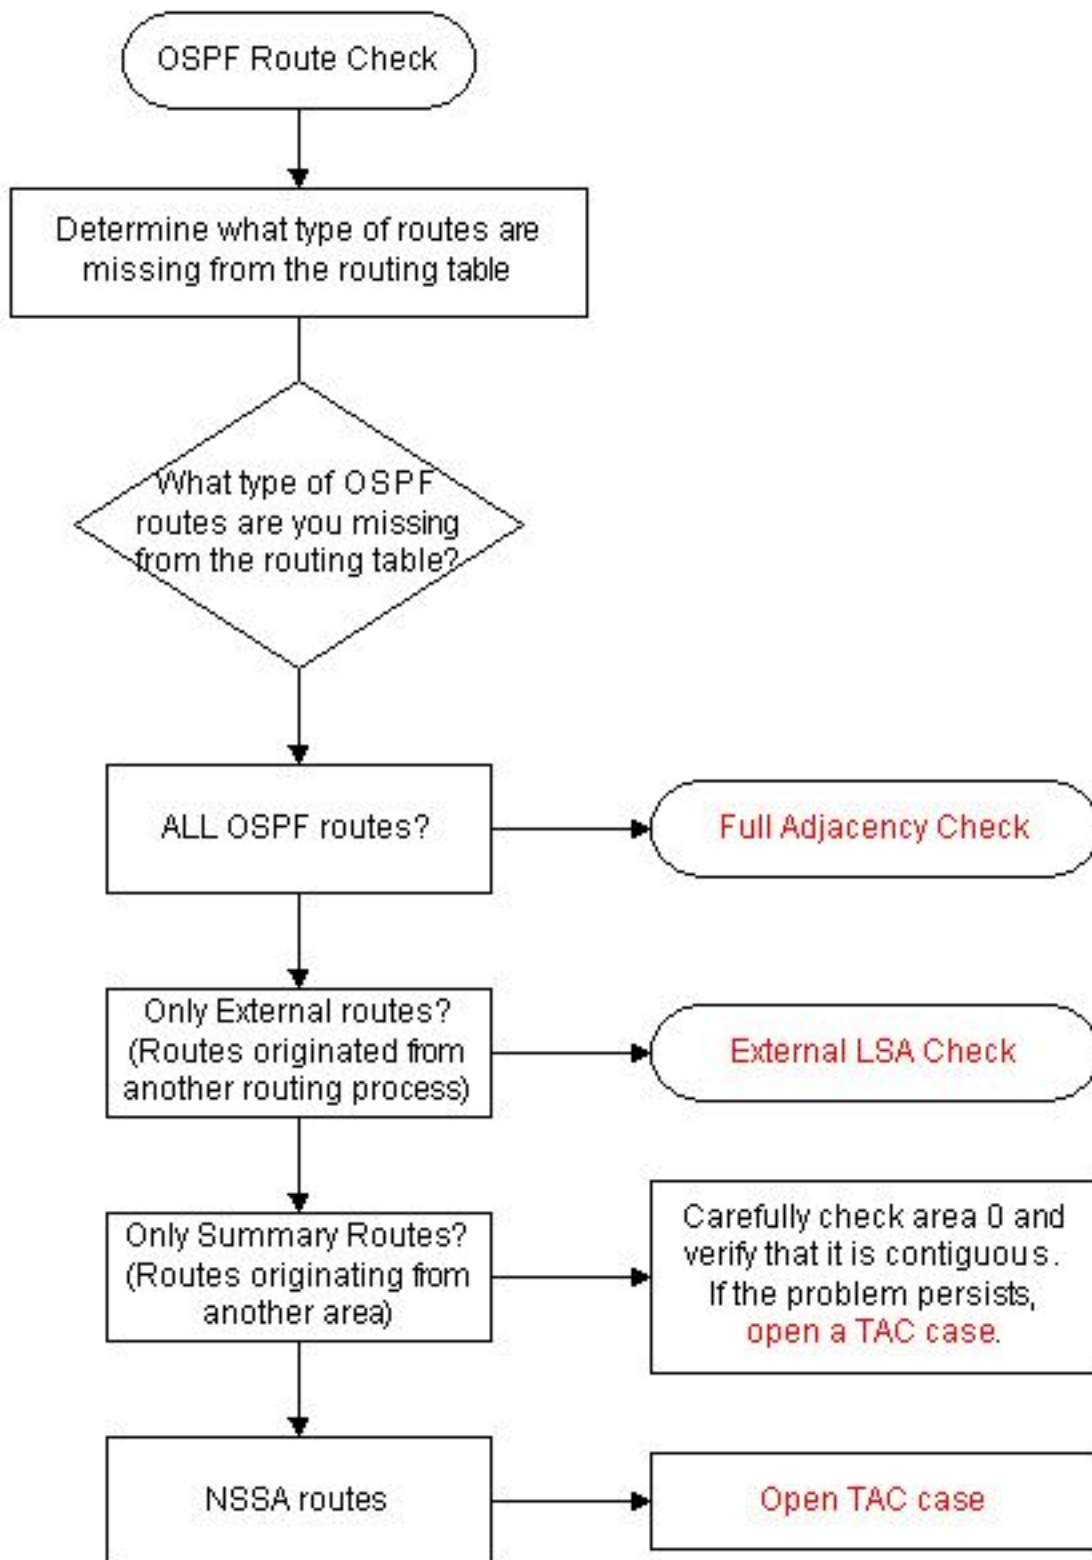 OSPF Route Check
Determine what type of routes are
missing from the routing table
What type of OSPF
routes are you missing
from the routing table?
ALL OSPF routes?
Full Adjacency Check
Only External routes?
(Routes originated from
another routing process)
External LSA Check
Only Summary Routes?
(Routes originating from
another area)
Carefully check area 0 and
verify that it is contiguous.
If the problem persists,
open a TAC case.
NSSA routes
Open TAC case